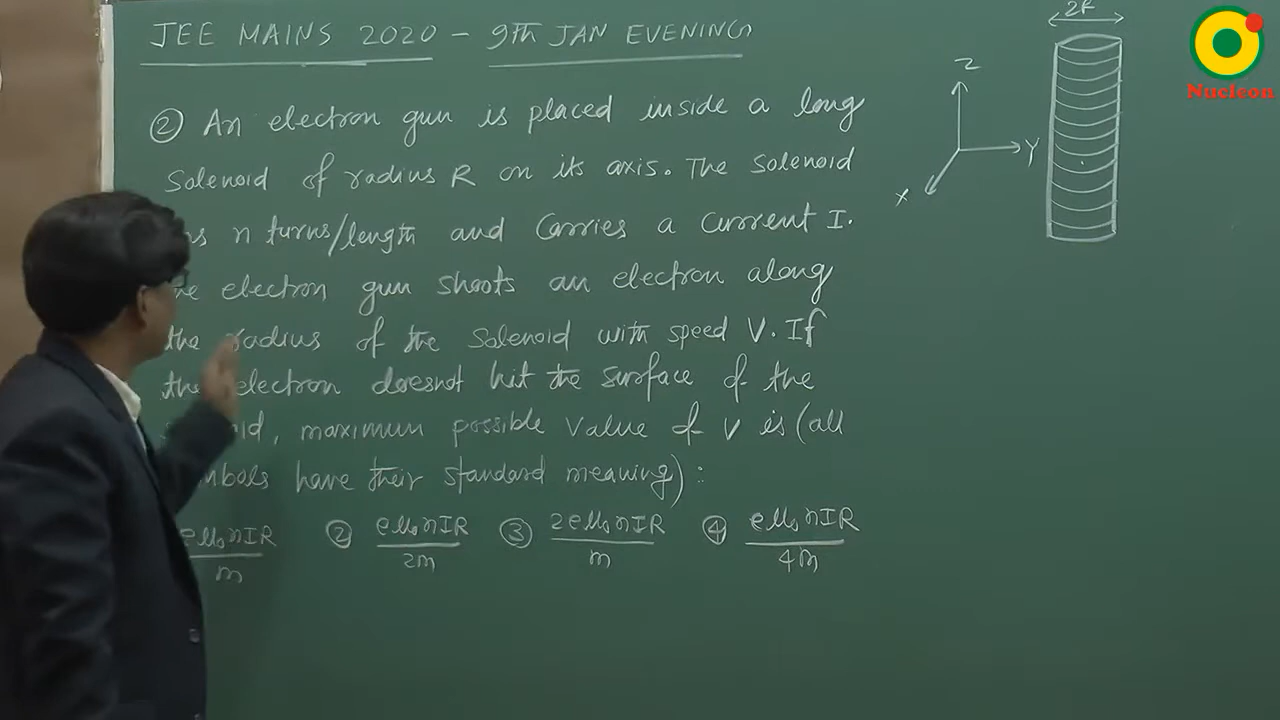 JEE MAINS 2020 - 9th JAN EVENING
② An electron gun is placed inside a long
solenoid of radius R on its axis. The solenoid
n turns/length and carries a current I.
electron gun shoots an electron along
the radius of the solenoid with speed V. If
the electron doesnot hit the surface of the
maximum possible value of v is (all
have their standard meaning):
eμ₀nIR/m ② eμ₀nIR/2m ③ 2eμ₀nIR/m ④ eμ₀nIR/4m
2R
Z
Y
X
Nucleon